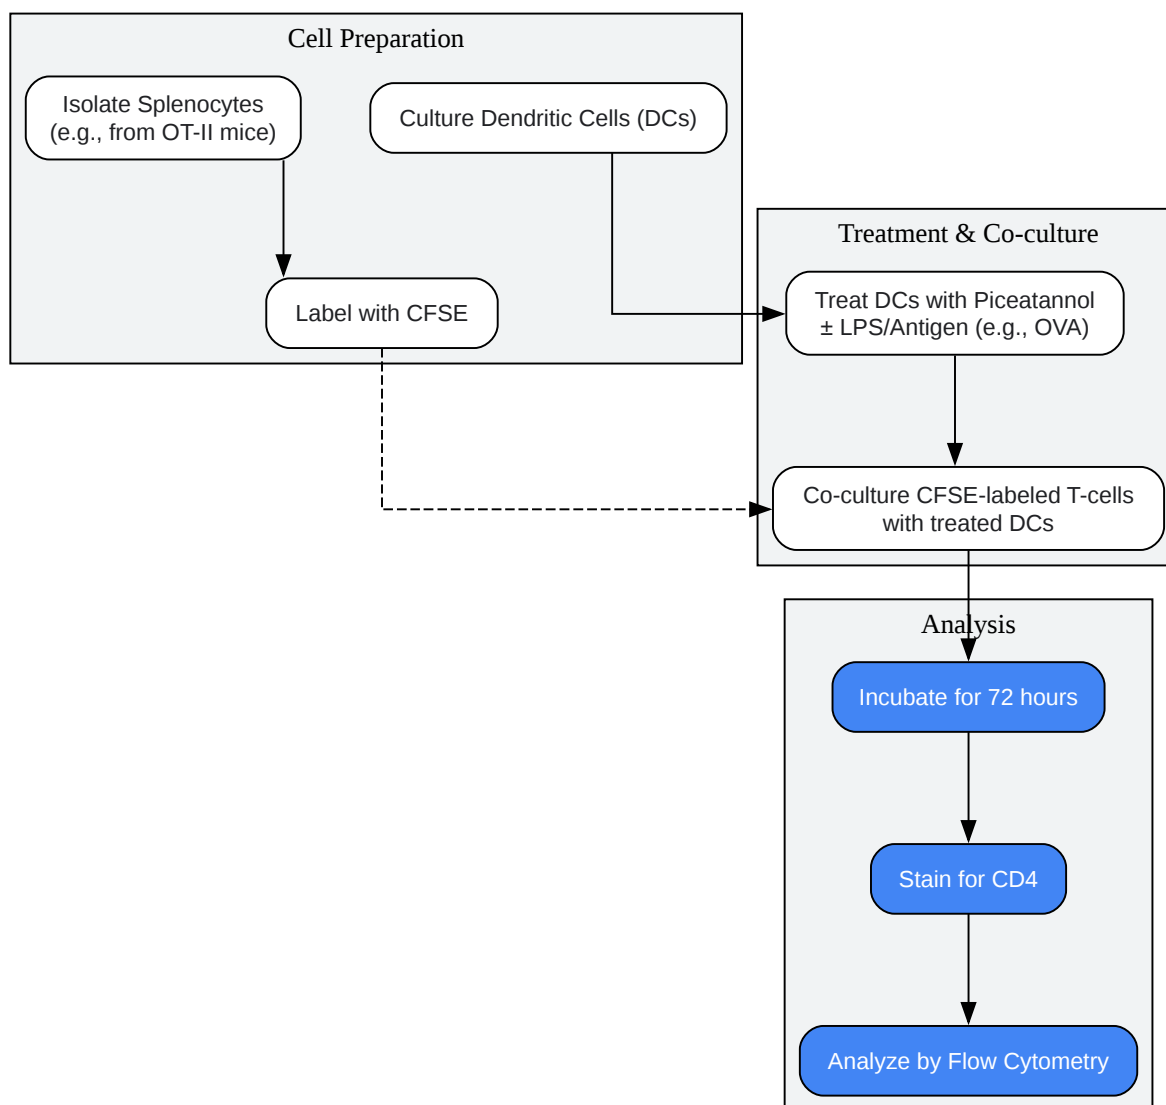 Cell Preparation
Isolate Splenocytes
(e.g., from OT-II mice)
Culture Dendritic Cells (DCs)
Label with CFSE
Treatment & Co-culture
Treat DCs with Piceatannol
± LPS/Antigen (e.g., OVA)
Co-culture CFSE-labeled T-cells
with treated DCs
Analysis
Incubate for 72 hours
Stain for CD4
Analyze by Flow Cytometry